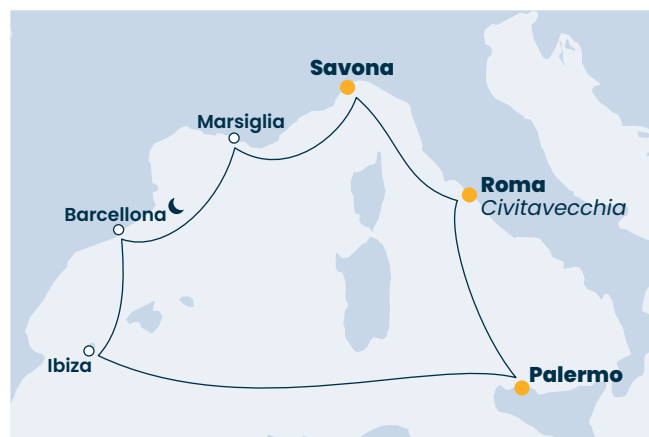 Savona
Marsiglia
Roma
Civitavecchia
Barcellona
Ibiza
Palermo